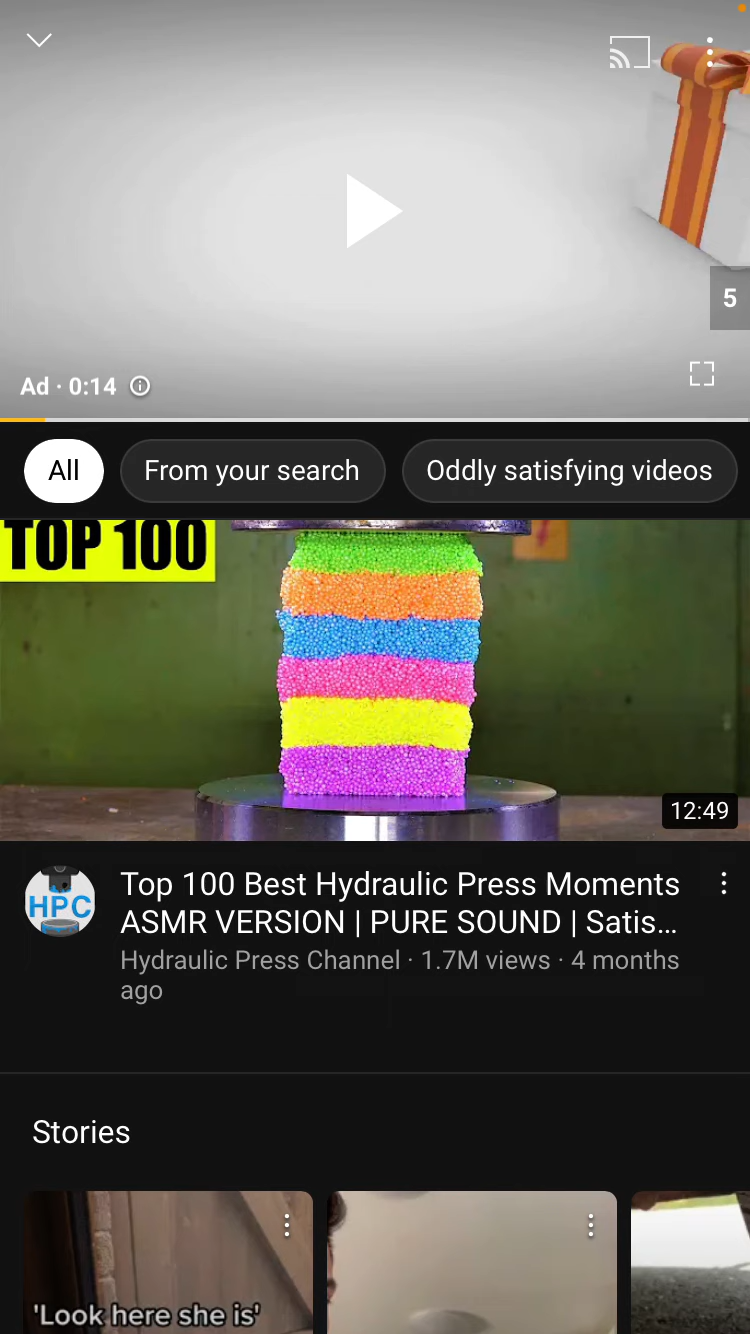 5
Ad · 0:14
All
From your search
Oddly satisfying videos
TOP 100
12:49
HPC
Top 100 Best Hydraulic Press Moments
ASMR VERSION | PURE SOUND | Satis...
Hydraulic Press Channel · 1.7M views · 4 months
ago
Stories
'Look here she is'